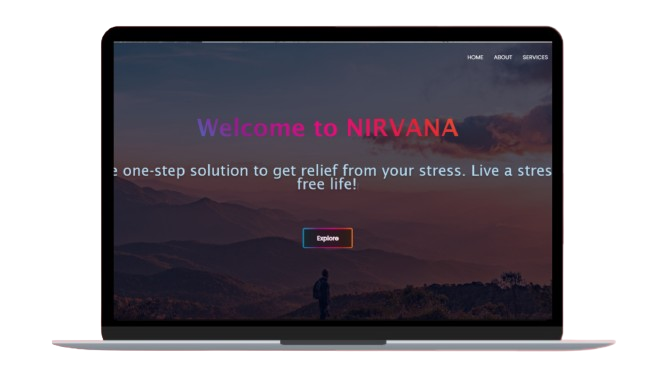 HOME ABOUT SERVICES
Welcome to NIRVANA
e one-step solution to get relief from your stress. Live a stres
free life!
Explore